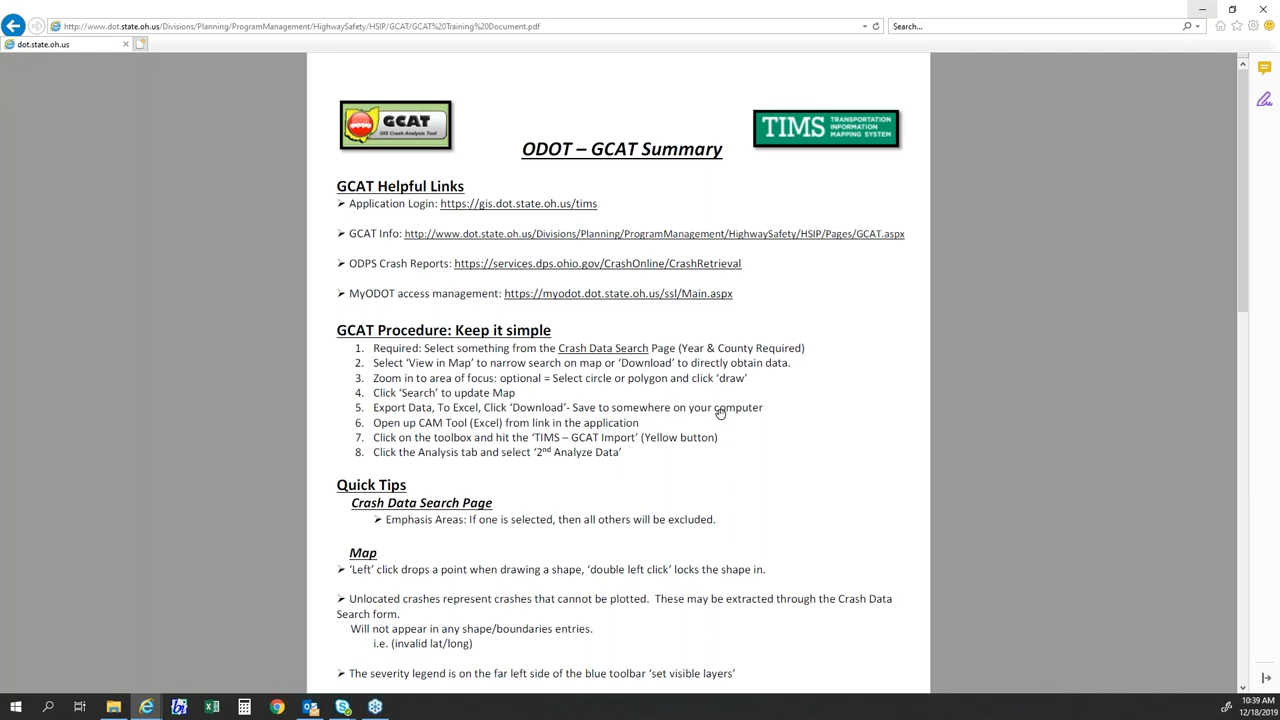 http://www.dot.state.oh.us/Divisions/Planning/ProgramManagement/HighwaySafety/HSIP/GCAT/GCAT%20Training%20Document.pdf
Search...
dot.state.oh.us
GCAT
GIS Crash Analysis Tool
TIMS TRANSPORTATION
INFORMATION
MAPPING SYSTEM
ODOT – GCAT Summary
GCAT Helpful Links
➢ Application Login: https://gis.dot.state.oh.us/tims
➢ GCAT Info: http://www.dot.state.oh.us/Divisions/Planning/ProgramManagement/HighwaySafety/HSIP/Pages/GCAT.aspx
➢ ODPS Crash Reports: https://services.dps.ohio.gov/CrashOnline/CrashRetrieval
➢ MyODOT access management: https://myodot.dot.state.oh.us/ssl/Main.aspx
GCAT Procedure: Keep it simple
1. Required: Select something from the Crash Data Search Page (Year & County Required)
2. Select ‘View in Map’ to narrow search on map or ‘Download’ to directly obtain data.
3. Zoom in to area of focus: optional = Select circle or polygon and click ‘draw’
4. Click ‘Search’ to update Map
5. Export Data, To Excel, Click ‘Download’- Save to somewhere on your computer
6. Open up CAM Tool (Excel) from link in the application
7. Click on the toolbox and hit the ‘TIMS – GCAT Import’ (Yellow button)
8. Click the Analysis tab and select ‘2nd Analyze Data’
Quick Tips
Crash Data Search Page
➢ Emphasis Areas: If one is selected, then all others will be excluded.
Map
➢ ‘Left’ click drops a point when drawing a shape, ‘double left click’ locks the shape in.
➢ Unlocated crashes represent crashes that cannot be plotted. These may be extracted through the Crash Data
Search form.
Will not appear in any shape/boundaries entries.
i.e. (invalid lat/long)
➢ The severity legend is on the far left side of the blue toolbar ‘set visible layers’
10:39 AM
12/18/2019